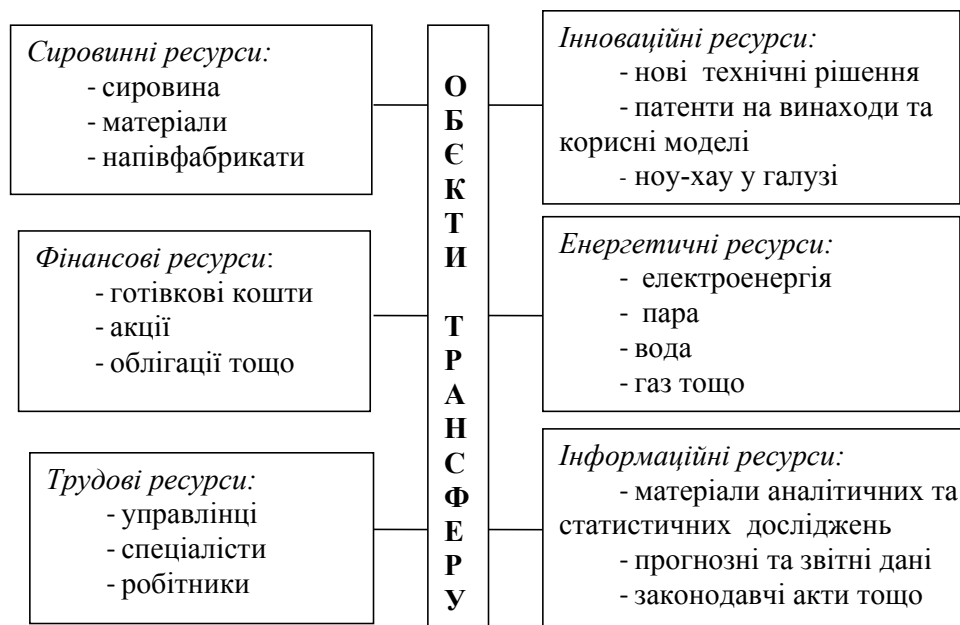 Сировинні ресурси:
- сировина
- матеріали
- напівфабрикати
Фінансові ресурси:
- готівкові кошти
- акції
- облігації тощо
Трудові ресурси:
- управлінці
- спеціалісти
- робітники
ОБЄКТИ ТРАНСФЕРУ
Інноваційні ресурси:
- нові технічні рішення
- патенти на винаходи та
корисні моделі
- ноу-хау у галузі
Енергетичні ресурси:
- електроенергія
- пара
- вода
- газ тощо
Інформаційні ресурси:
- матеріали аналітичних та
статистичних досліджень
- прогнозні та звітні дані
- законодавчі акти тощо